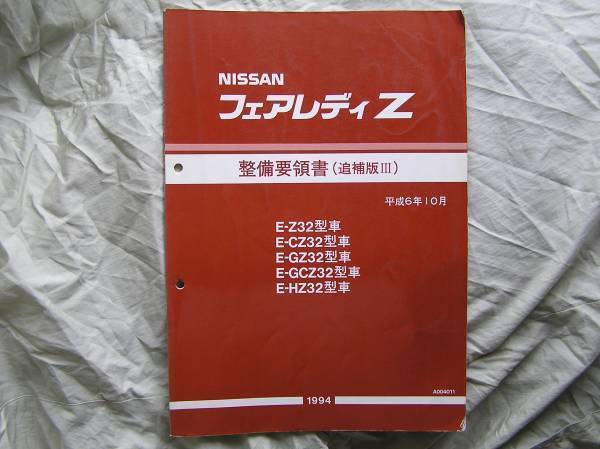 NISSAN
フェアレディZ
整備要領書(追補版III)
平成6年10月
E-Z32型車
E-CZ32型車
E-GZ32型車
E-GCZ32型車
E-HZ32型車
A004011
1994